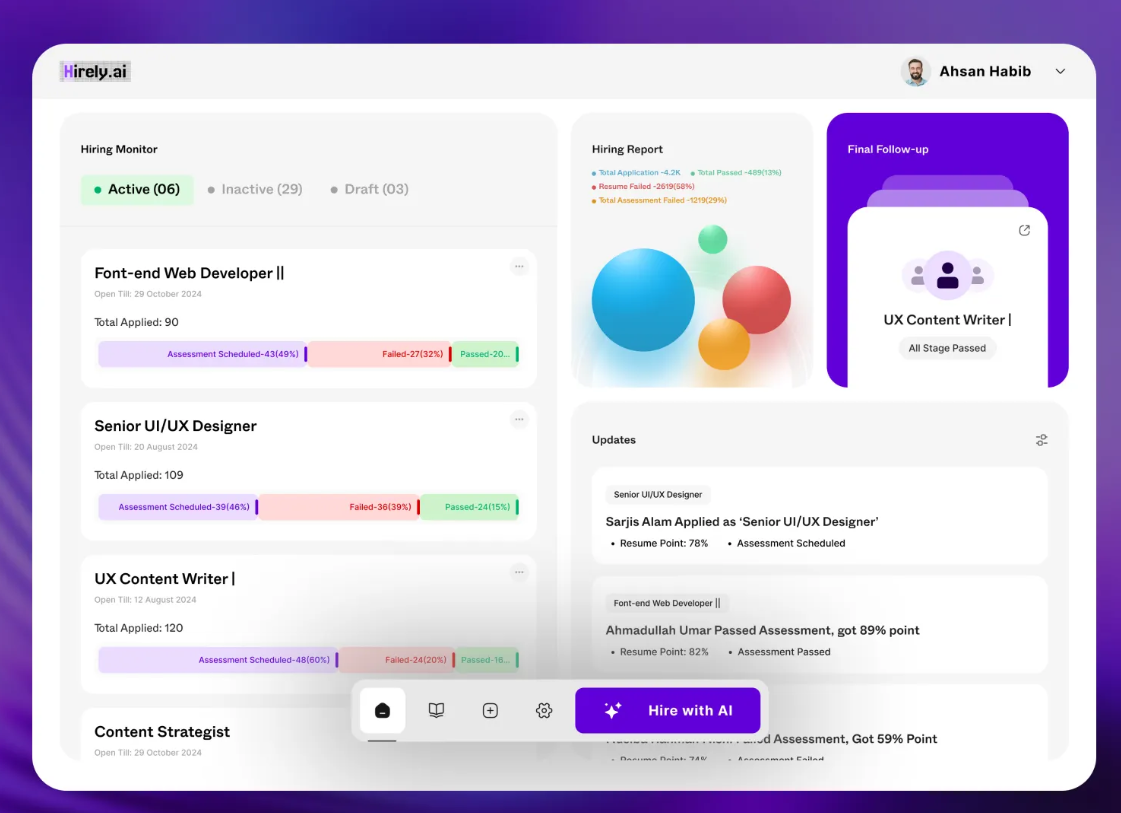 Hirely.ai
Ahsan Habib
Hiring Monitor
Active (06)
Inactive (29)
Draft (03)
Font-end Web Developer ||
Open Till: 29 October 2024
Total Applied: 90
Assessment Scheduled-43(49%)
Failed-27(32%)
Passed-20...
Senior UI/UX Designer
Open Till: 20 August 2024
Total Applied: 109
Assessment Scheduled-39(46%)
Failed-36(39%)
Passed-24(15%)
UX Content Writer |
Open Till: 12 August 2024
Total Applied: 120
Assessment Scheduled-48(60%)
Failed-24(20%)
Passed-16...
Content Strategist
Open Till: 29 October 2024
Hiring Report
Total Application -4.2K
Total Passed -489(13%)
Resume Failed -2619(58%)
Total Assessment Failed -1219(29%)
Final Follow-up
UX Content Writer |
All Stage Passed
Updates
Senior UI/UX Designer
Sarjis Alam Applied as ‘Senior UI/UX Designer’
• Resume Point: 78% • Assessment Scheduled
Font-end Web Developer ||
Ahmadullah Umar Passed Assessment, got 89% point
• Resume Point: 82% • Assessment Passed
Assessment, Got 59% Point
• Resume Point: 74% • Assessment Failed
Hire with AI